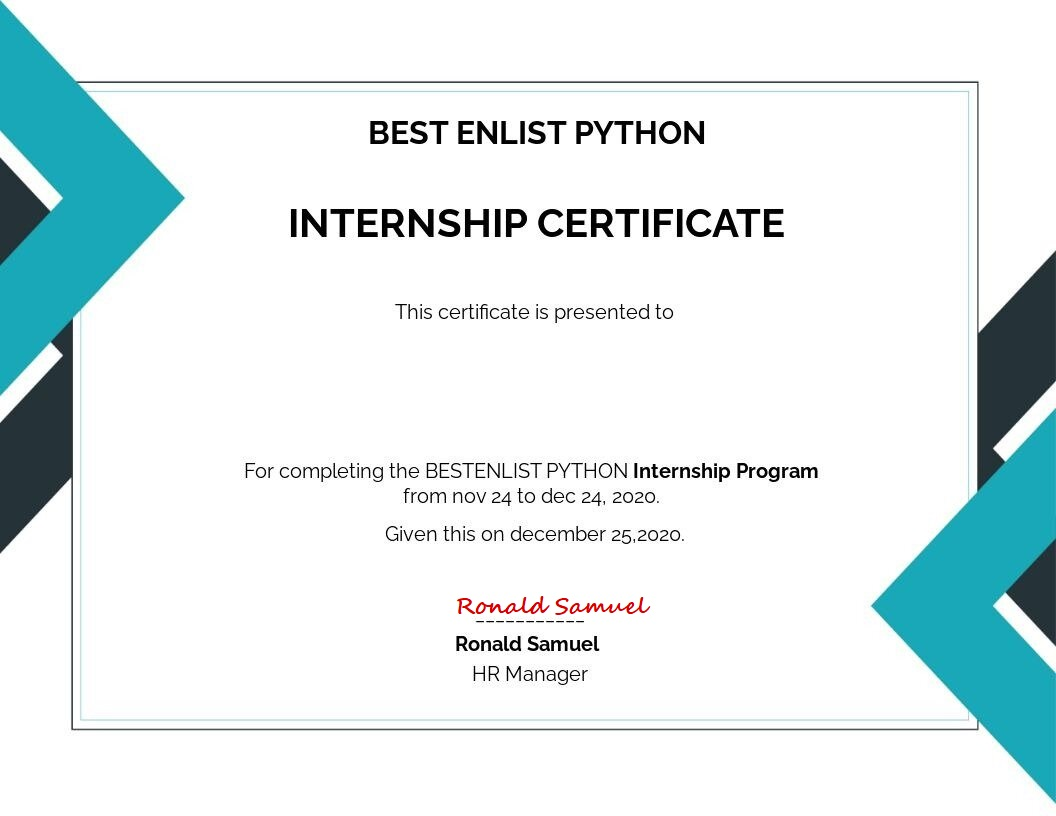 BEST ENLIST PYTHON
INTERNSHIP CERTIFICATE
This certificate is presented to
For completing the BESTENLIST PYTHON Internship Program
from nov 24 to dec 24, 2020.
Given this on december 25,2020.
Ronald Samuel
___________
Ronald Samuel
HR Manager